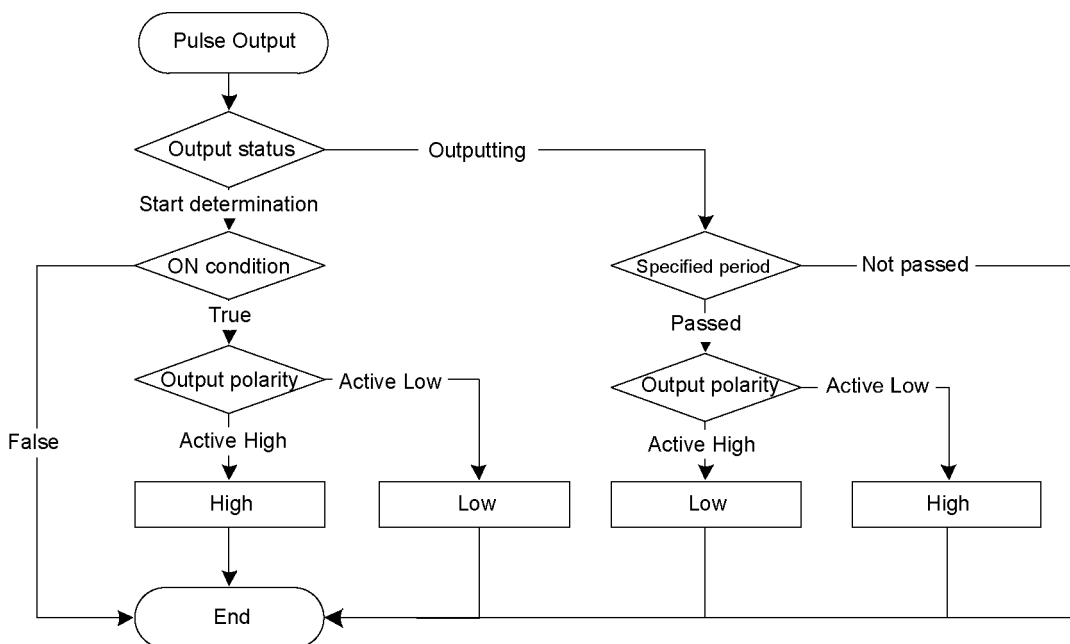 Pulse Output
Output status
Outputting
Start determination
ON condition
Specified period
Not passed
True
Passed
Output polarity
Active Low
Output polarity
Active Low
False
Active High
Active High
High
Low
Low
High
End